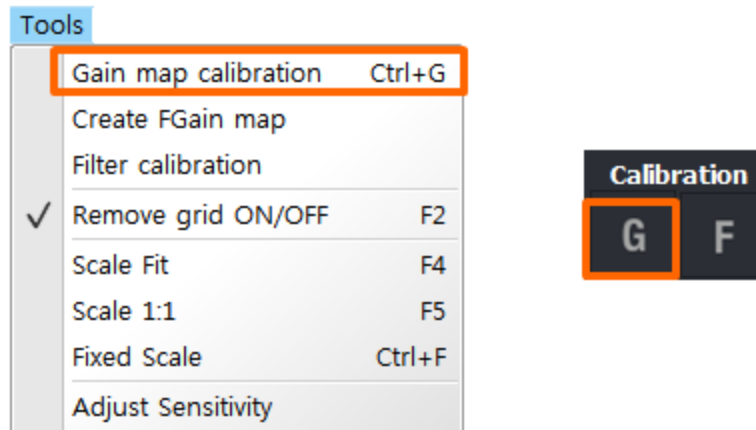 Tools
Gain map calibration Ctrl+G
Create FGain map
Filter calibration
Remove grid ON/OFF F2
Scale Fit F4
Scale 1:1 F5
Fixed Scale Ctrl+F
Adjust Sensitivity
Calibration
G F